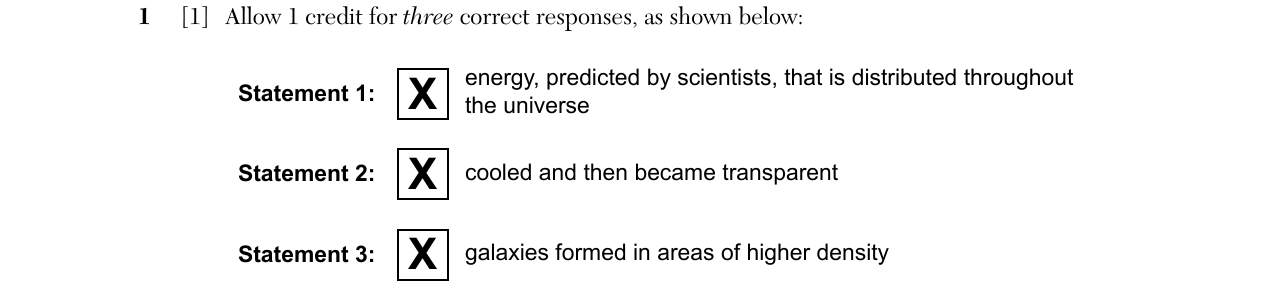 1 [1] Allow 1 credit for three correct responses, as shown below:
Statement 1: X energy, predicted by scientists, that is distributed throughout
the universe
Statement 2: X cooled and then became transparent
Statement 3: X galaxies formed in areas of higher density